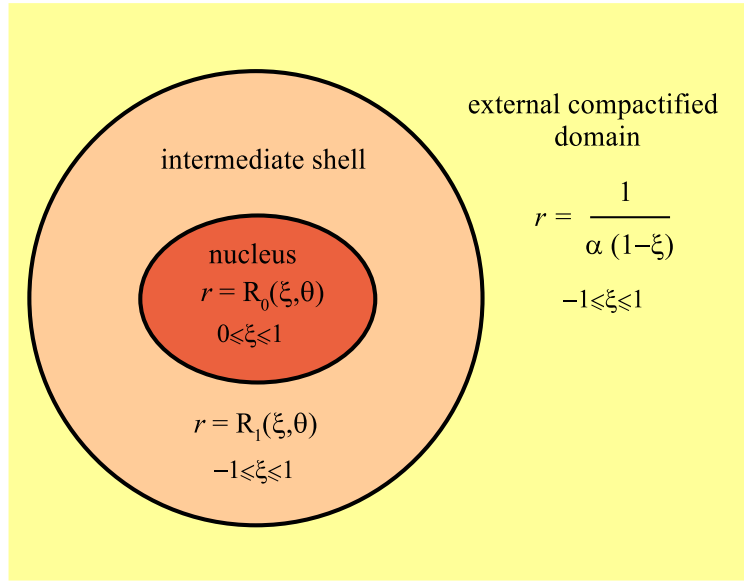 external compactified
domain
r = 1 / α (1−ξ)
−1⩽ξ⩽1
intermediate shell
nucleus
r = R₀(ξ,θ)
0⩽ξ⩽1
r = R₁(ξ,θ)
−1⩽ξ⩽1